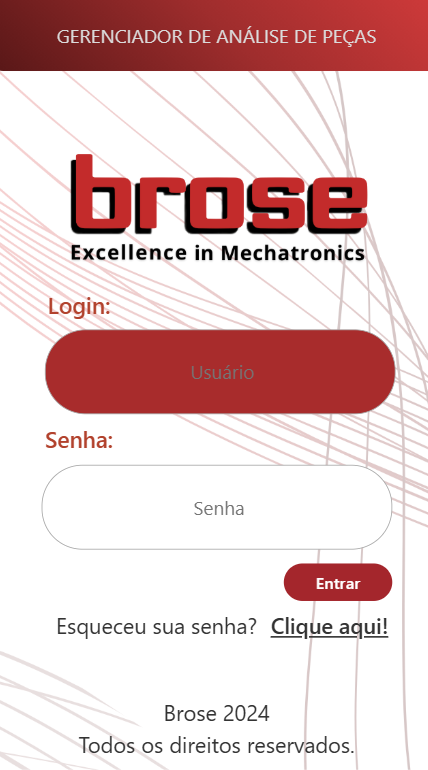 GERENCIADOR DE ANÁLISE DE PEÇAS
brose
Excellence in Mechatronics
Login:
Usuário
Senha:
Senha
Entrar
Esqueceu sua senha? Clique aqui!
Brose 2024
Todos os direitos reservados.